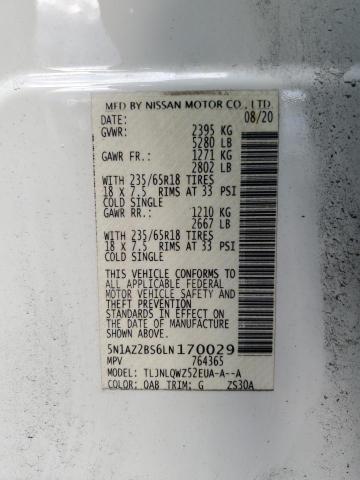 MFD BY NISSAN MOTOR CO., LTD.
DATE: 08/20
GVWR: 2395 KG
5280 LB
GAWR FR.: 1271 KG
2802 LB
WITH 235/65R18 TIRES
18 X 7.5 RIMS AT 33 PSI
COLD SINGLE
GAWR RR.: 1210 KG
2667 LB
WITH 235/65R18 TIRES
18 X 7.5 RIMS AT 33 PSI
COLD SINGLE
THIS VEHICLE CONFORMS TO
ALL APPLICABLE FEDERAL
MOTOR VEHICLE SAFETY AND
THEFT PREVENTION
STANDARDS IN EFFECT ON
THE DATE OF MANUFACTURE
SHOWN ABOVE.
5N1AZ2BS6LN170029
MPV 764365
MODEL: TLJNLQWZ52EUA-A--A
COLOR: QAB TRIM: G ZS30A